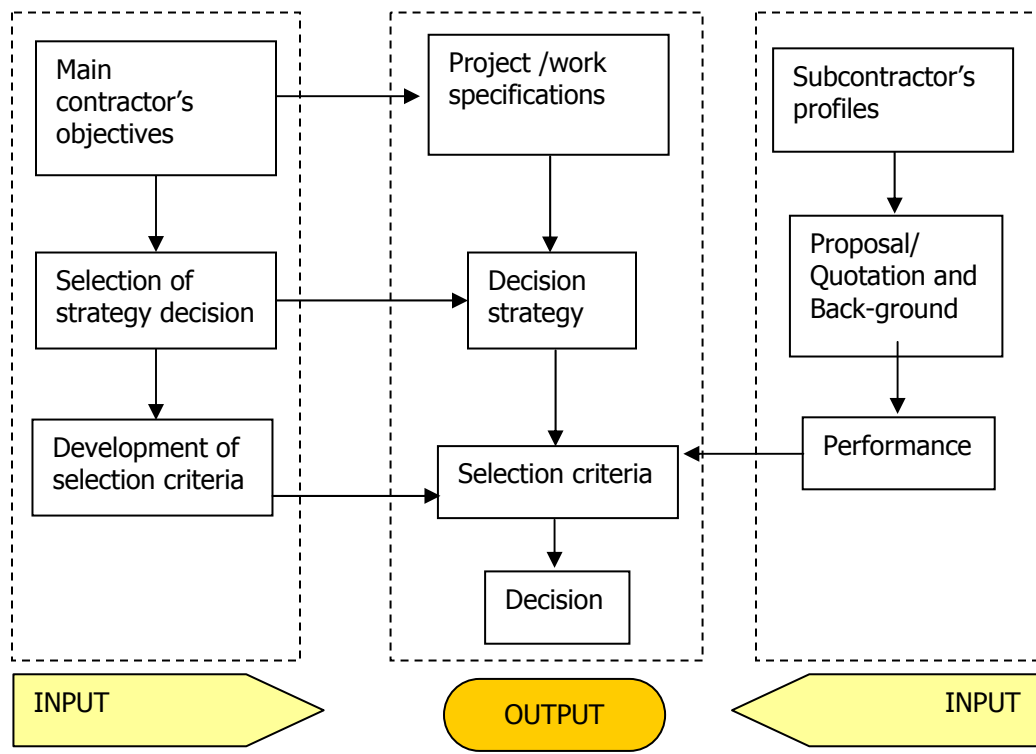 Main
contractor’s
objectives
Selection of
strategy decision
Development of
selection criteria
Project /work
specifications
Decision
strategy
Selection criteria
Decision
Subcontractor’s
profiles
Proposal/
Quotation and
Back-ground
Performance
INPUT
OUTPUT
INPUT